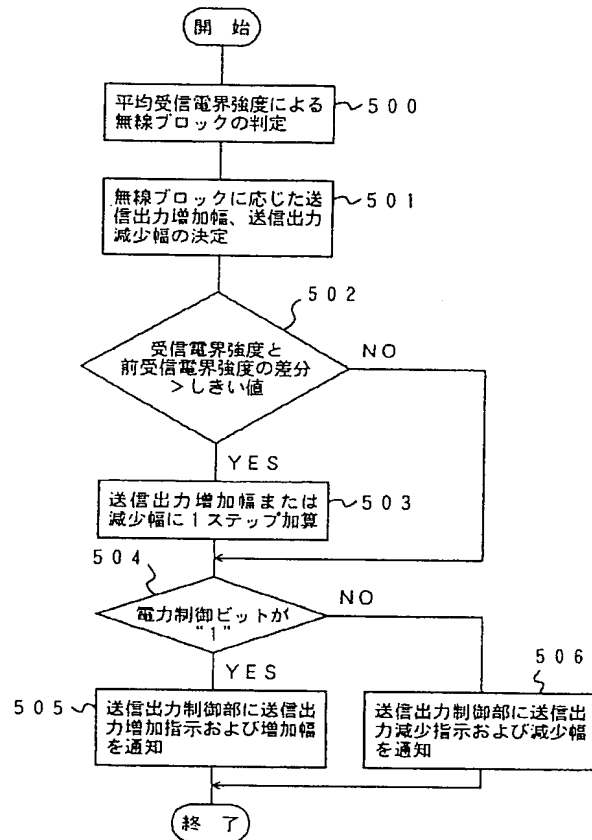 開 始
平均受信電界強度による
無線ブロックの判定
500
無線ブロックに応じた送
信出力増加幅、送信出力
減少幅の決定
501
502
受信電界強度と
前受信電界強度の差分
>しきい値
NO
YES
送信出力増加幅または
減少幅に1ステップ加算
503
504
電力制御ビットが
“1”
NO
YES
505
送信出力制御部に送信出
力増加指示および増加幅
を通知
506
送信出力制御部に送信出
力減少指示および減少幅
を通知
終 了